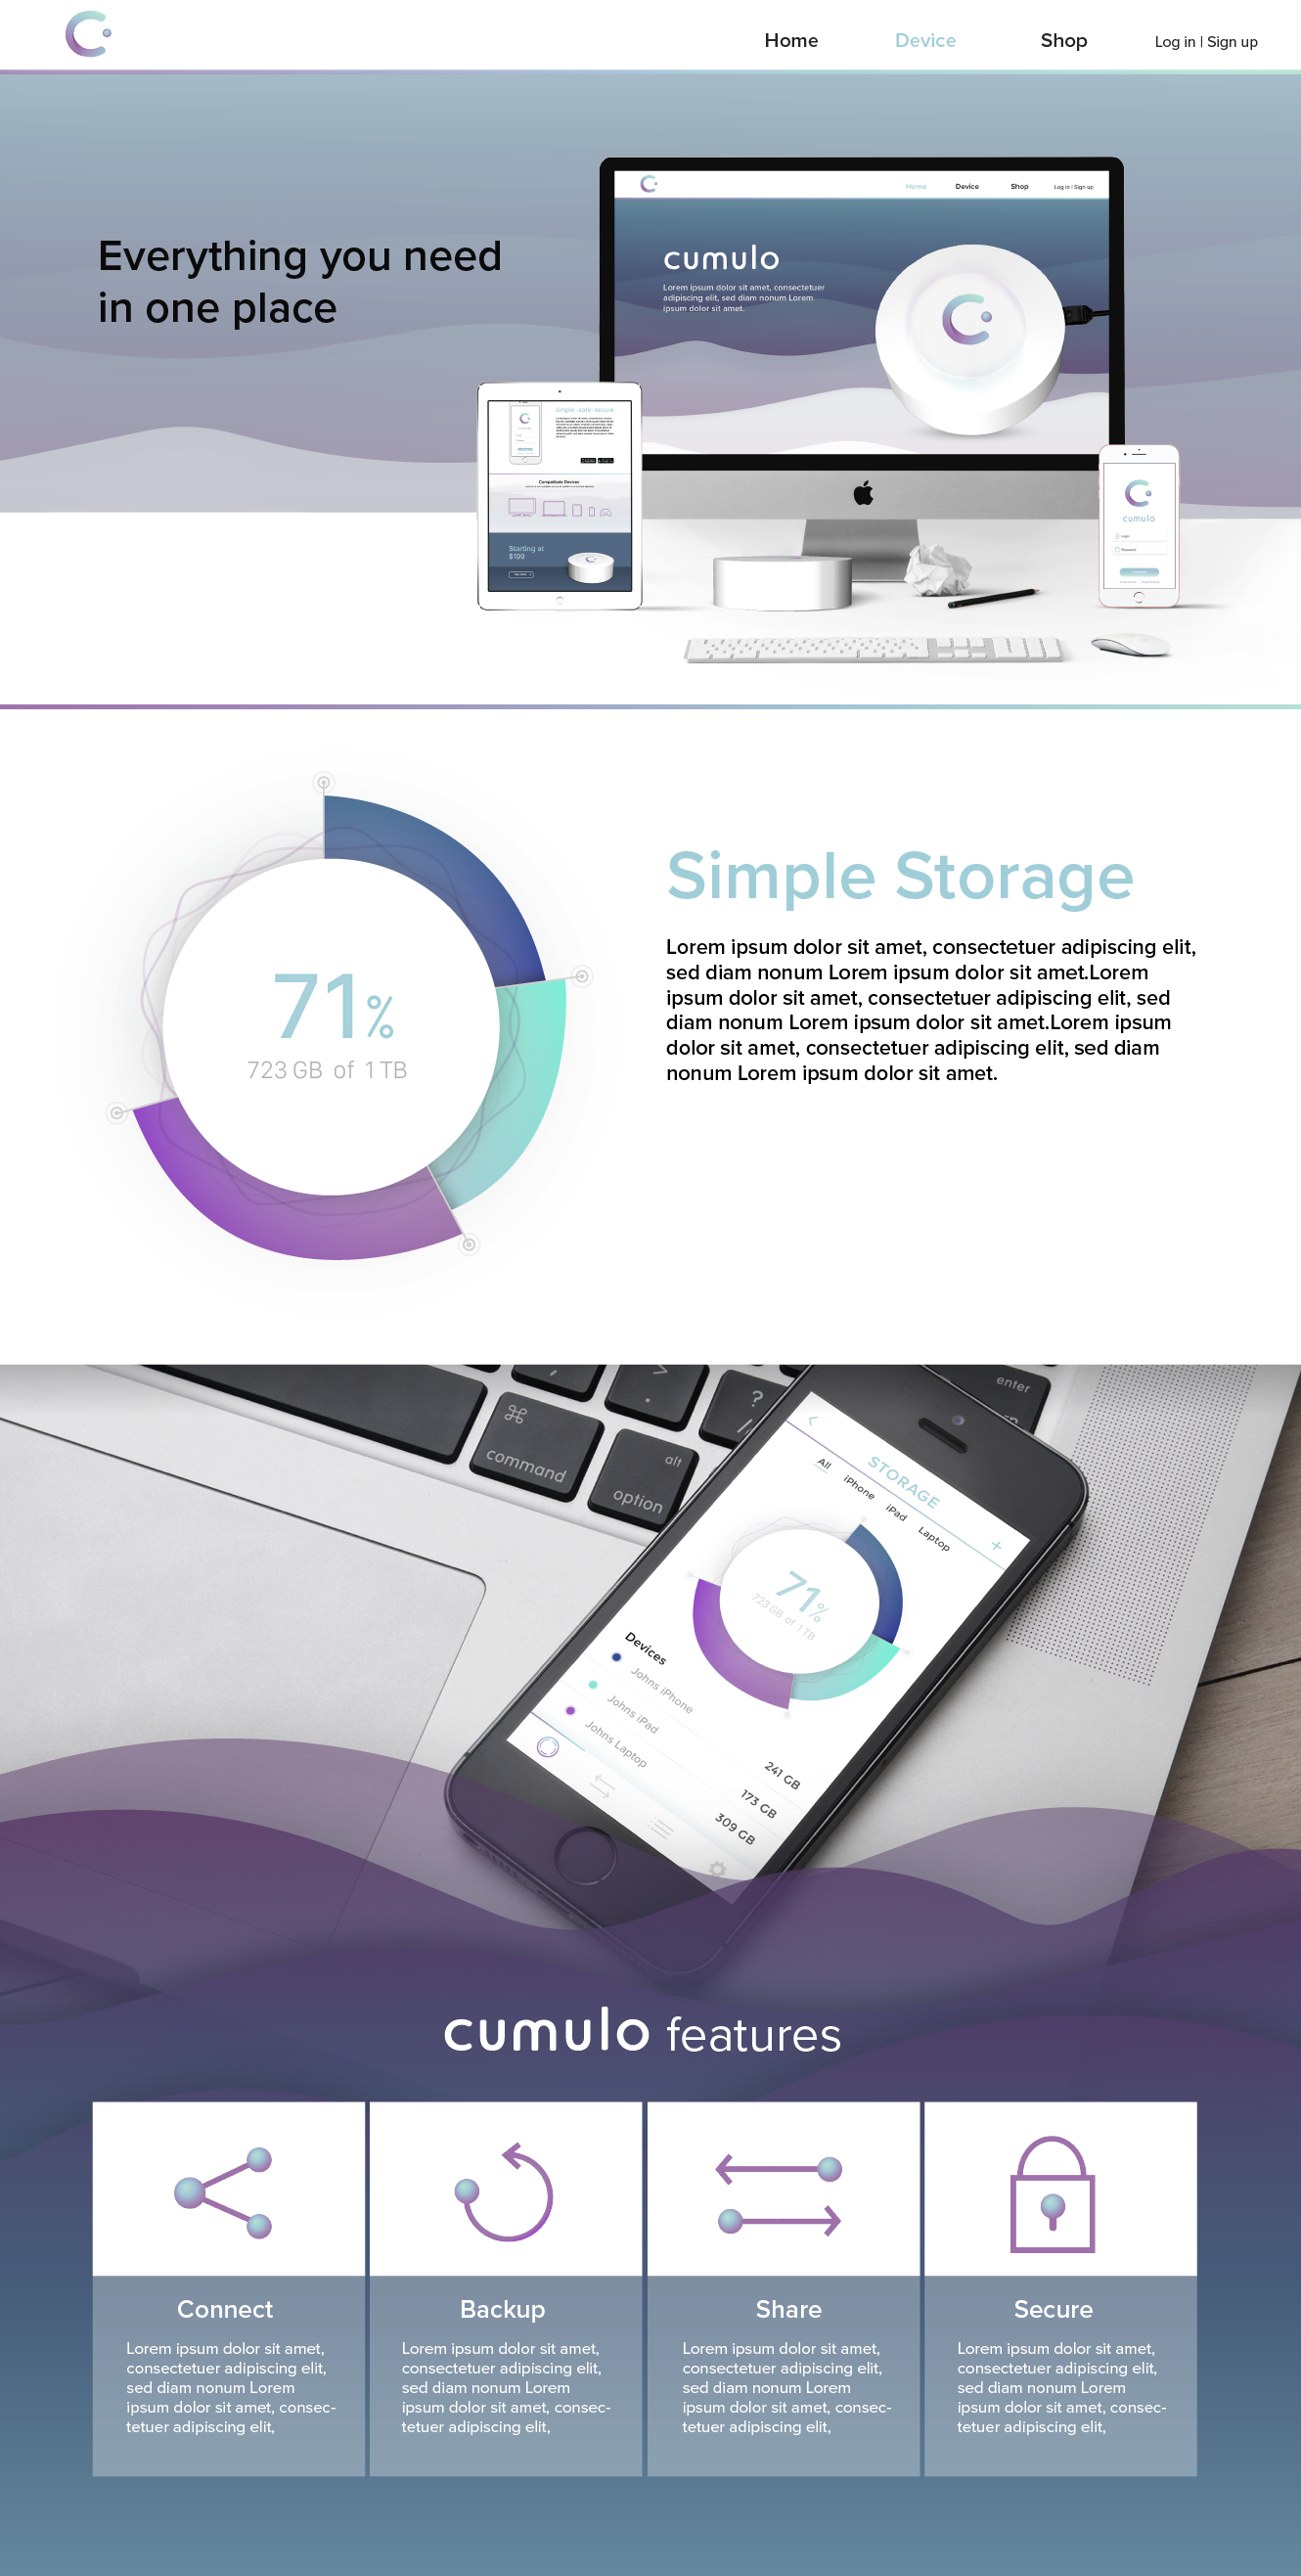 Home Device Shop Log in | Sign up
Everything you need
in one place
Home Device Shop Log in | Sign up
cumulo
Lorem ipsum dolor sit amet, consectetuer
adipiscing elit, sed diam nonum Lorem
ipsum dolor sit amet.
simple safe secure
Compatible Devices
Starting at
$199
cumulo
Login
Password
71%
723 GB of 1 TB
Simple Storage
Lorem ipsum dolor sit amet, consectetuer adipiscing elit,
sed diam nonum Lorem ipsum dolor sit amet.Lorem
ipsum dolor sit amet, consectetuer adipiscing elit, sed
diam nonum Lorem ipsum dolor sit amet.Lorem ipsum
dolor sit amet, consectetuer adipiscing elit, sed diam
nonum Lorem ipsum dolor sit amet.
enter
command
alt
option
STORAGE
All iPhone iPad Laptop
71%
723 GB of 1 TB
Devices
Johns iPhone 241 GB
Johns iPad 173 GB
Johns Laptop 309 GB
cumulo features
Connect
Lorem ipsum dolor sit amet,
consectetuer adipiscing elit,
sed diam nonum Lorem
ipsum dolor sit amet, consec-
tetuer adipiscing elit,
Backup
Lorem ipsum dolor sit amet,
consectetuer adipiscing elit,
sed diam nonum Lorem
ipsum dolor sit amet, consec-
tetuer adipiscing elit,
Share
Lorem ipsum dolor sit amet,
consectetuer adipiscing elit,
sed diam nonum Lorem
ipsum dolor sit amet, consec-
tetuer adipiscing elit,
Secure
Lorem ipsum dolor sit amet,
consectetuer adipiscing elit,
sed diam nonum Lorem
ipsum dolor sit amet, consec-
tetuer adipiscing elit,